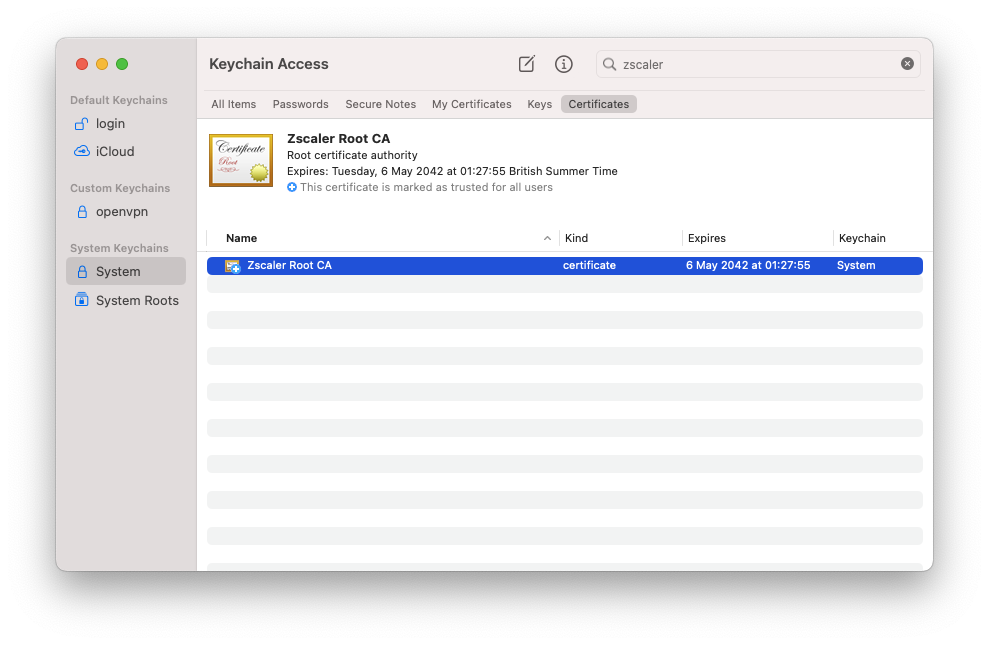 Keychain Access
zscaler
Default Keychains
login
iCloud
Custom Keychains
openvpn
System Keychains
System
System Roots
All Items Passwords Secure Notes My Certificates Keys Certificates
Certificate
Root
Zscaler Root CA
Root certificate authority
Expires: Tuesday, 6 May 2042 at 01:27:55 British Summer Time
This certificate is marked as trusted for all users
Name Kind Expires Keychain
Zscaler Root CA certificate 6 May 2042 at 01:27:55 System